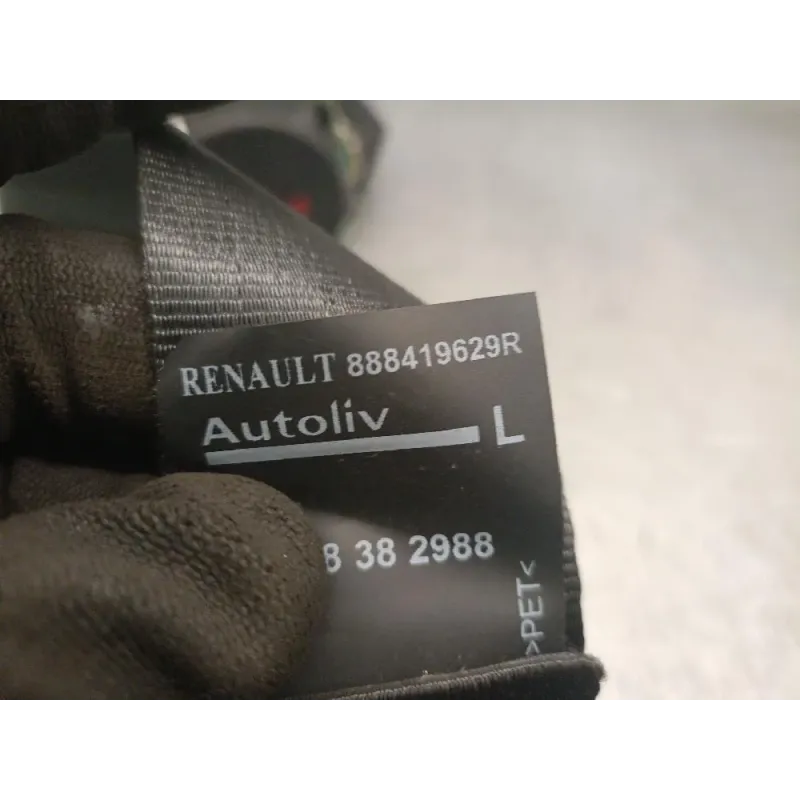 RENAULT 888419629R
Autoliv L
8 38 2988
>PET<